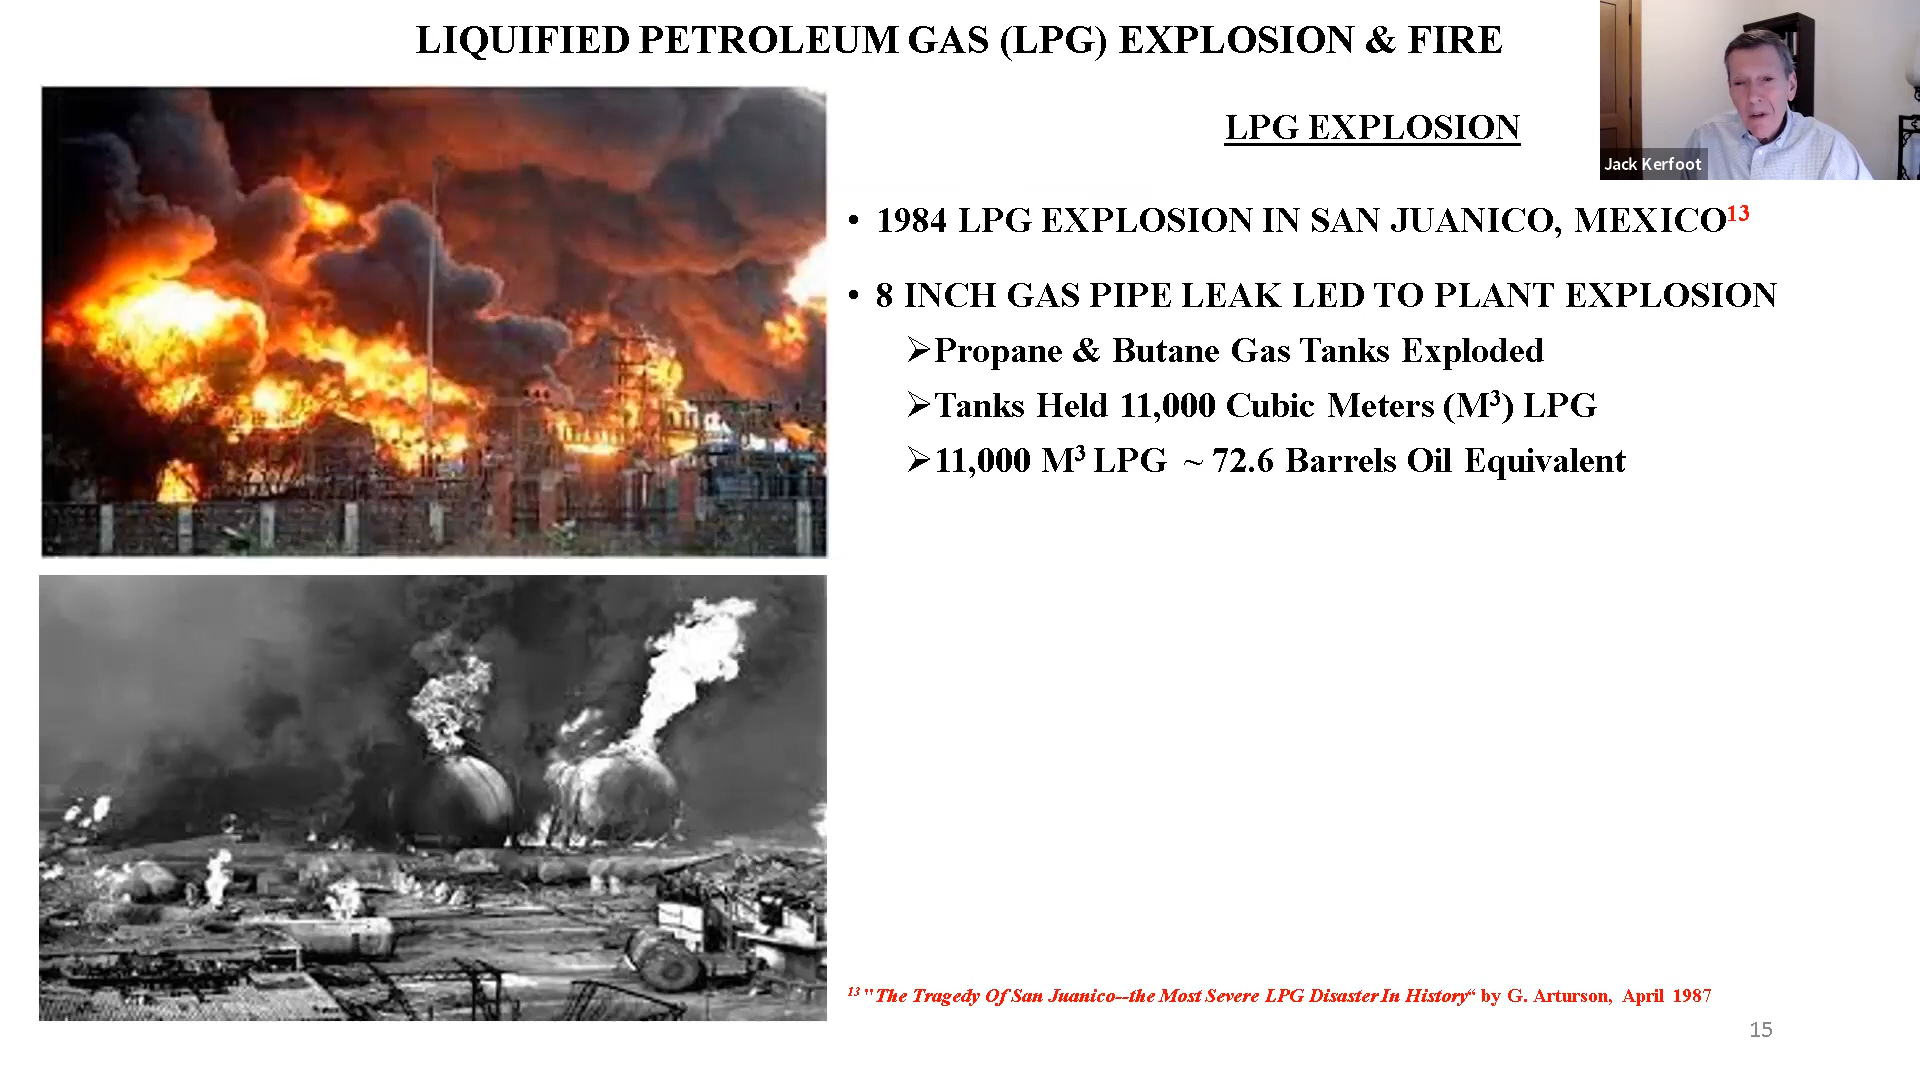 LIQUIFIED PETROLEUM GAS (LPG) EXPLOSION & FIRE
Jack Kerfoot
LPG EXPLOSION
• 1984 LPG EXPLOSION IN SAN JUANICO, MEXICO¹³
• 8 INCH GAS PIPE LEAK LED TO PLANT EXPLOSION
➢Propane & Butane Gas Tanks Exploded
➢Tanks Held 11,000 Cubic Meters (M³) LPG
➢11,000 M³ LPG ~ 72.6 Barrels Oil Equivalent
¹³ "The Tragedy Of San Juanico--the Most Severe LPG Disaster In History“ by G. Arturson, April 1987
15